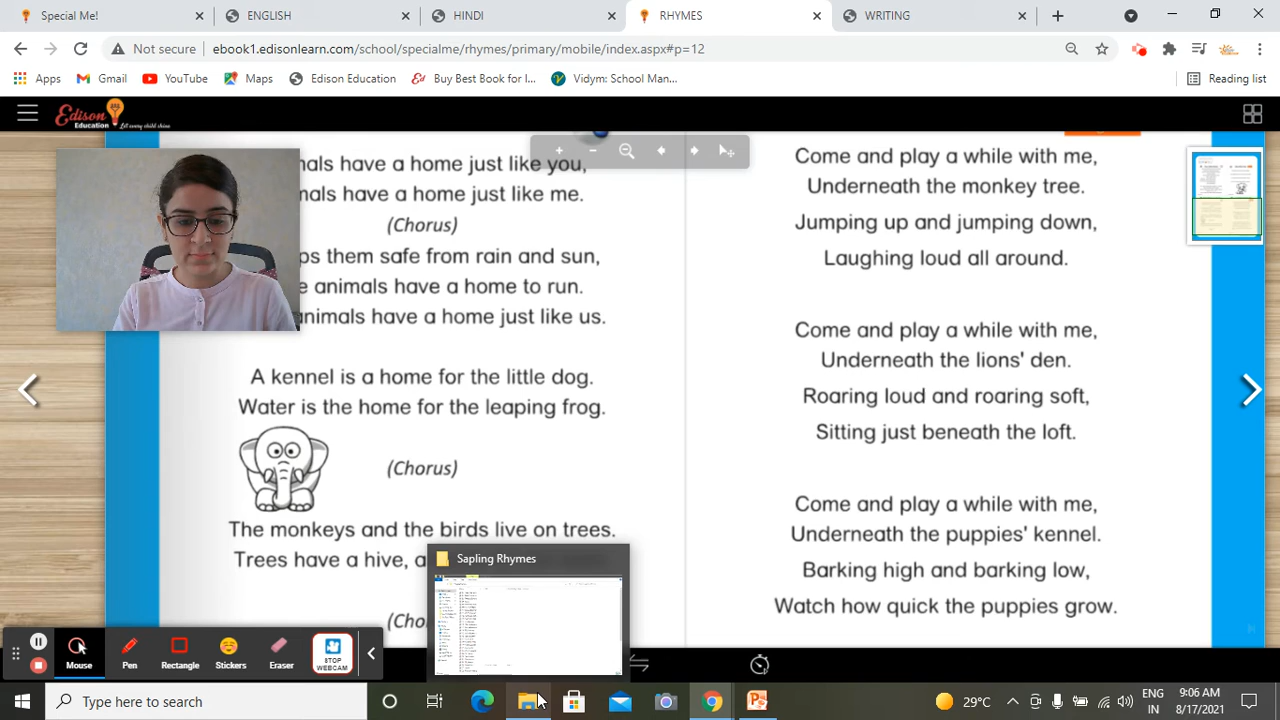 Special Me!
ENGLISH
HINDI
RHYMES
WRITING
Not secure
ebook1.edisonlearn.com/school/specialme/rhymes/primary/mobile/index.aspx#p=12
Apps
Gmail
YouTube
Maps
Edison Education
Buy Best Book for I...
Vidym: School Man...
Reading list
Edison
Education
Let every child shine
have a home just like you,
have a home just like me.
(Chorus)
them safe from rain and sun,
animals have a home to run.
animals have a home just like us.
A kennel is a home for the little dog.
Water is the home for the leaping frog.
(Chorus)
The monkeys and the birds live on trees.
Trees have a hive,
Come and play a while with me,
Underneath the monkey tree.
Jumping up and jumping down,
Laughing loud all around.
Come and play a while with me,
Underneath the lions' den.
Roaring loud and roaring soft,
Sitting just beneath the loft.
Come and play a while with me,
Underneath the puppies' kennel.
Barking high and barking low,
Watch how quick the puppies grow.
Sapling Rhymes
Mouse
Pen
Rectangle
Stickers
Eraser
STOP
WEBCAM
Type here to search
29°C
ENG
IN
9:06 AM
8/17/2021